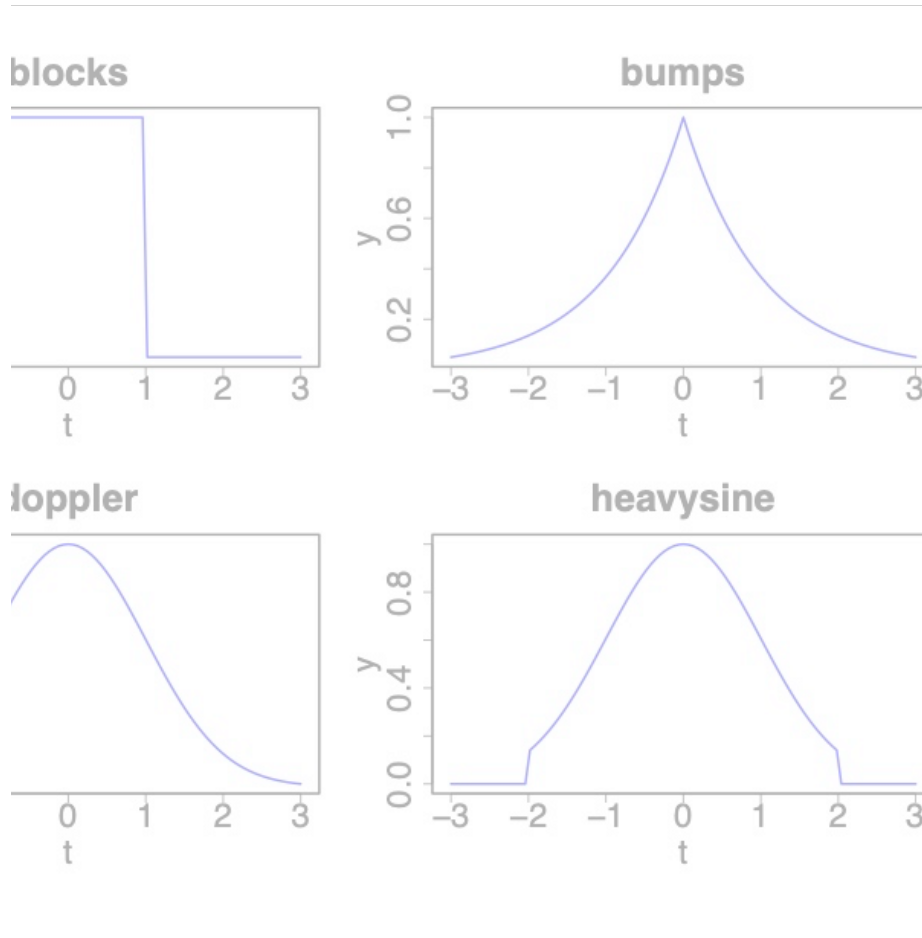 blocks
0 1 2 3
t
bumps
y
1.0
0.6
0.2
−3 −2 −1 0 1 2 3
t
doppler
0 1 2 3
t
heavysine
y
0.8
0.4
0.0
−3 −2 −1 0 1 2 3
t